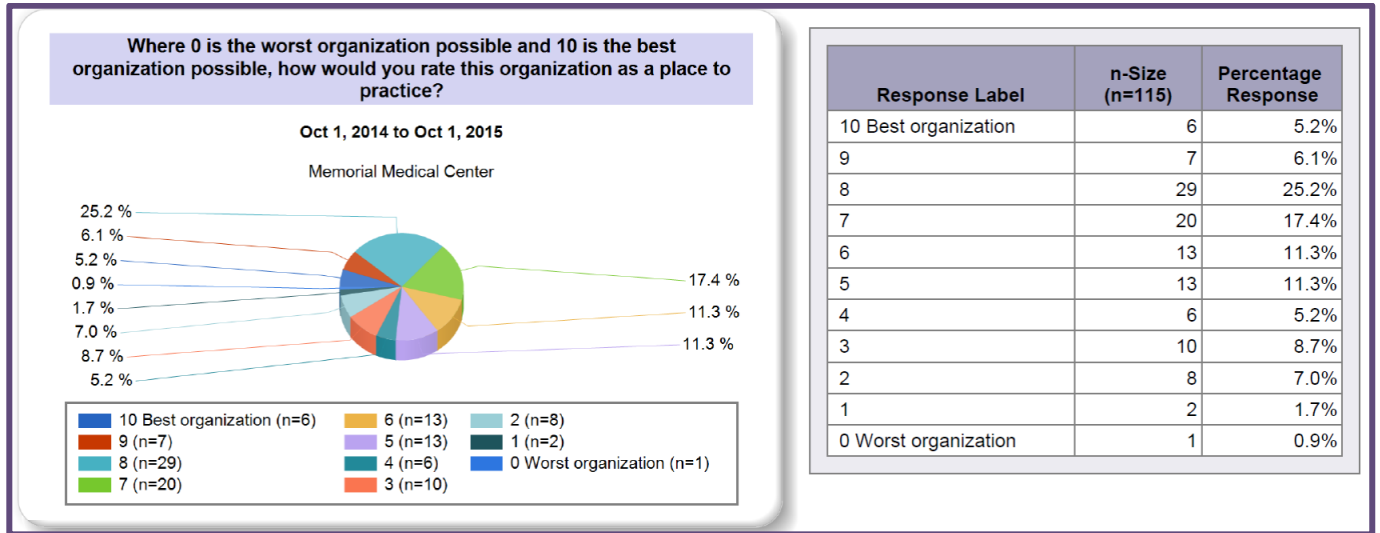 Where 0 is the worst organization possible and 10 is the best
organization possible, how would you rate this organization as a place to
practice?
Oct 1, 2014 to Oct 1, 2015
Memorial Medical Center
25.2 %
6.1 %
5.2 %
0.9 %
1.7 %
7.0 %
8.7 %
5.2 %
17.4 %
11.3 %
11.3 %
10 Best organization (n=6)
9 (n=7)
8 (n=29)
7 (n=20)
6 (n=13)
5 (n=13)
4 (n=6)
3 (n=10)
2 (n=8)
1 (n=2)
0 Worst organization (n=1)
Response Label n-Size (n=115) Percentage Response
10 Best organization 6 5.2%
9 7 6.1%
8 29 25.2%
7 20 17.4%
6 13 11.3%
5 13 11.3%
4 6 5.2%
3 10 8.7%
2 8 7.0%
1 2 1.7%
0 Worst organization 1 0.9%